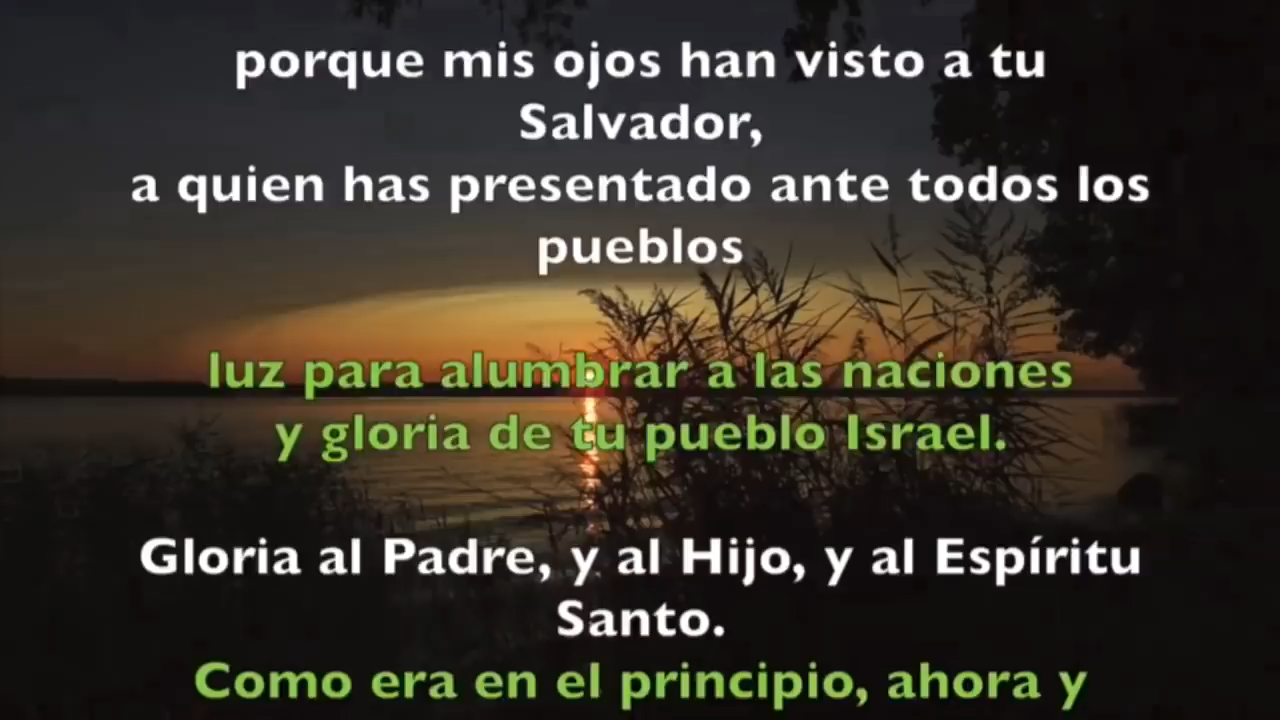 porque mis ojos han visto a tu
Salvador,
a quien has presentado ante todos los
pueblos
luz para alumbrar a las naciones
y gloria de tu pueblo Israel.
Gloria al Padre, y al Hijo, y al Espíritu
Santo.
Como era en el principio, ahora y